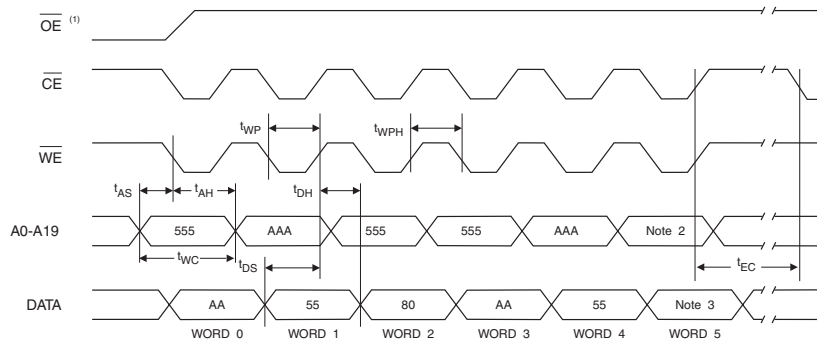 OE (1)
CE
tWP
tWPH
WE
tAS
tAH
tDH
A0-A19
555
AAA
555
555
AAA
Note 2
tWC
tDS
tEC
DATA
AA
55
80
AA
55
Note 3
WORD 0
WORD 1
WORD 2
WORD 3
WORD 4
WORD 5